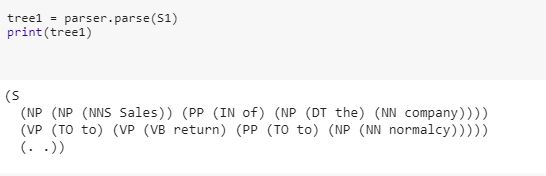 tree1 = parser.parse(S1)
print(tree1)
(S
(NP (NP (NNS Sales)) (PP (IN of) (NP (DT the) (NN company))))
(VP (TO to) (VP (VB return) (PP (TO to) (NP (NN normalcy)))))
(. .))